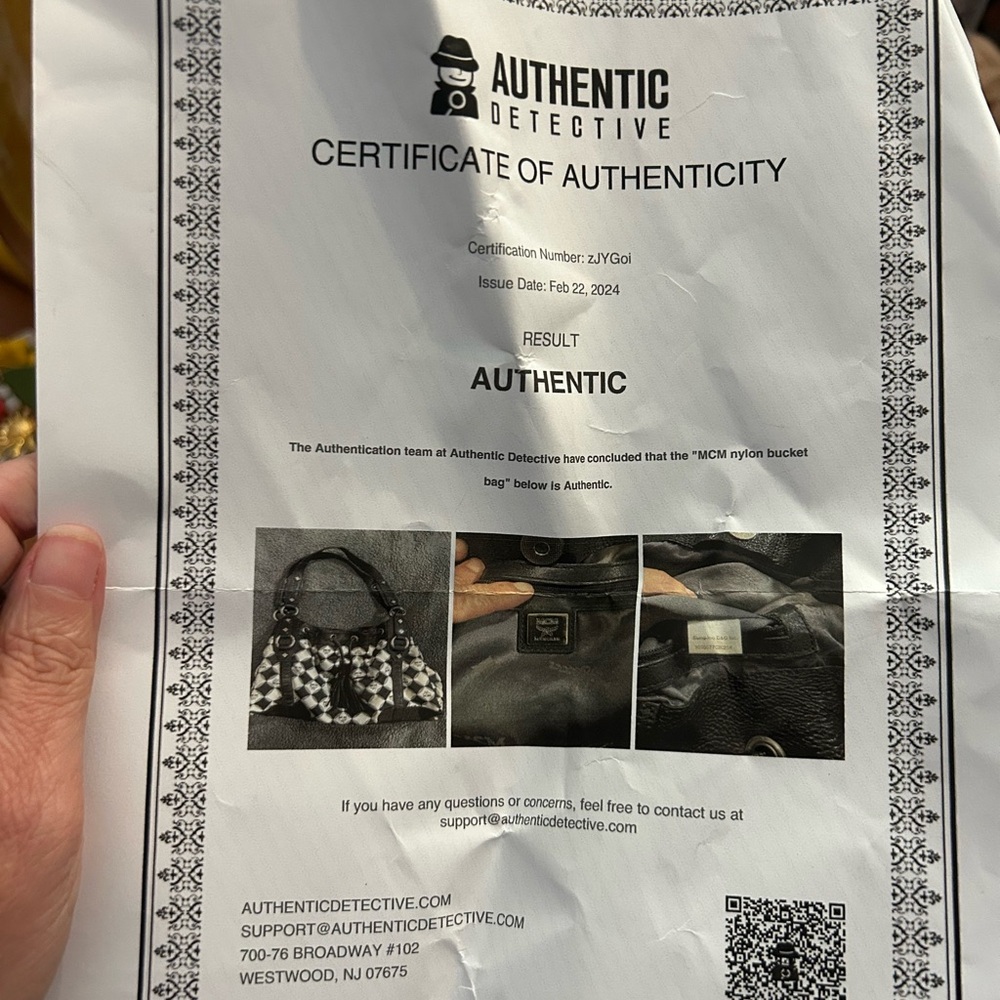 AUTHENTIC
DETECTIVE
CERTIFICATE OF AUTHENTICITY
Certification Number: zJYGoi
Issue Date: Feb 22, 2024
RESULT
AUTHENTIC
The Authentication team at Authentic Detective have concluded that the "MCM nylon bucket
bag" below is Authentic.
If you have any questions or concerns, feel free to contact us at
support@authenticdetective.com
AUTHENTICDETECTIVE.COM
SUPPORT@AUTHENTICDETECTIVE.COM
700-76 BROADWAY #102
WESTWOOD, NJ 07675